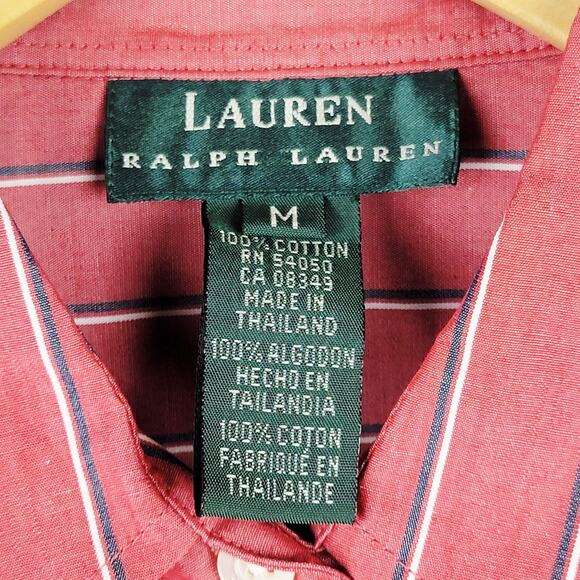 LAUREN
RALPH LAUREN
M
100% COTTON
RN 54050
CA 08349
MADE IN
THAILAND
100% ALGODON
HECHO EN
TAILANDIA
100% COTON
FABRIQUÉ EN
THAILANDE